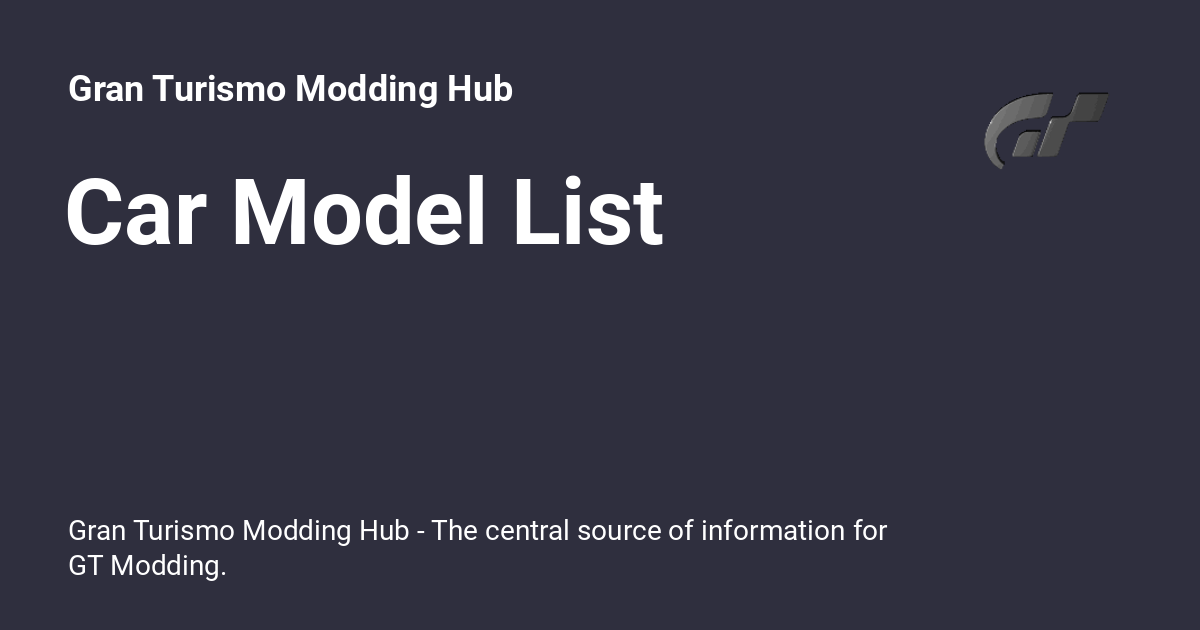 Gran Turismo Modding Hub
Car Model List
Gran Turismo Modding Hub - The central source of information for
GT Modding.